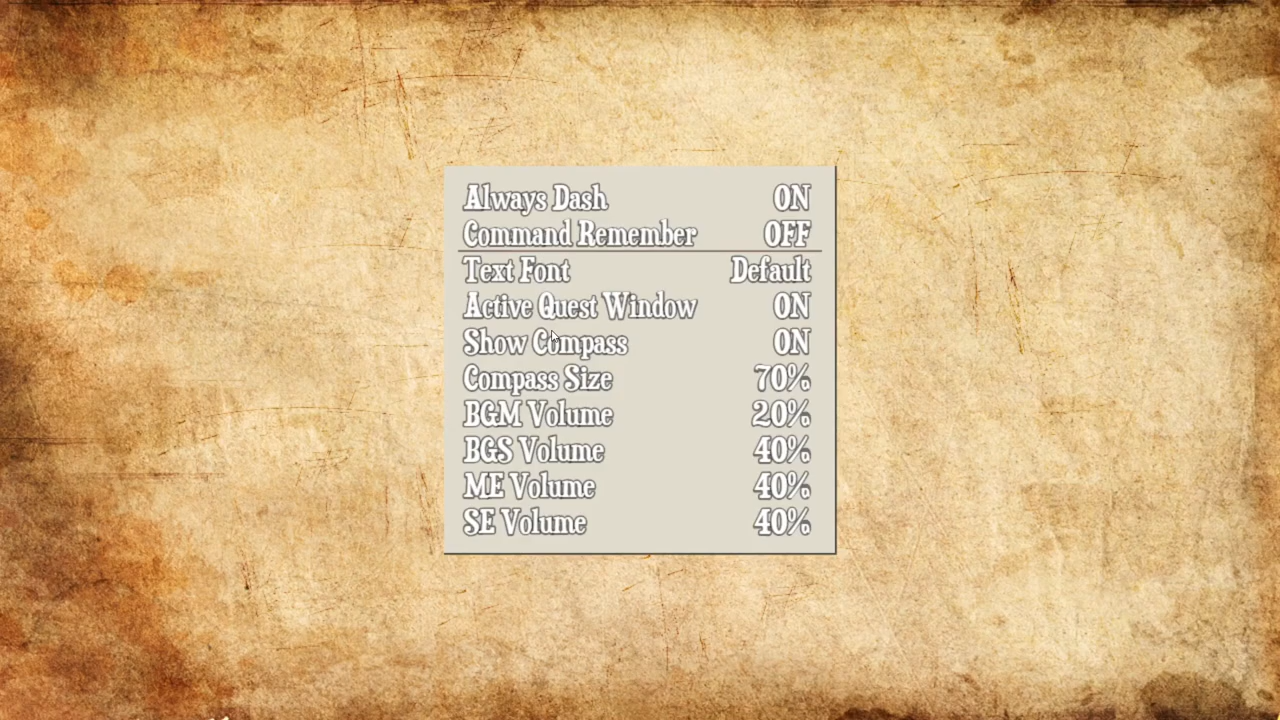 Always Dash ON
Command Remember OFF
Text Font Default
Active Quest Window ON
Show Compass ON
Compass Size 70%
BGM Volume 20%
BGS Volume 40%
ME Volume 40%
SE Volume 40%